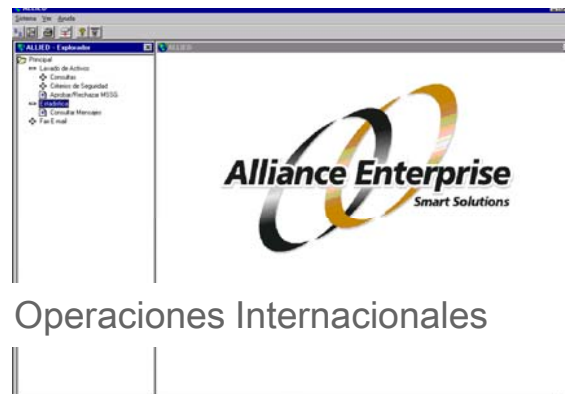 ALLIED
Sistema Ver Ayuda
ALLIED - Explorador
ALLIED
Principal
Lavado de Activos
Consultas
Criterios de Seguridad
Aprobar/Rechazar MSSG
Estadística
Consultar Mensajes
Fax E-mail
Alliance Enterprise
Smart Solutions
Operaciones Internacionales